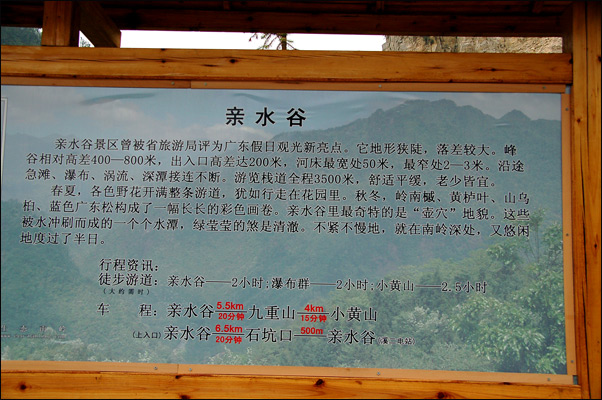 亲水谷
亲水谷景区曾被省旅游局评为广东假日观光新亮点。它地形狭陡，落差较大。峰
谷相对高差400—800米，出入口高差达200米，河床最宽处50米，最窄处2—3米。沿途
急滩、瀑布、涡流、深潭接连不断。游览栈道全程3500米，舒适平缓，老少皆宜。
春夏，各色野花开满整条游道，犹如行走在花园里。秋冬，岭南槭、黄栌叶、山乌
桕、蓝色广东松构成了一幅长长的彩色画卷。亲水谷里最奇特的是“壶穴”地貌。这些
被水冲刷而成的一个个水潭，绿莹莹的煞是清澈。不紧不慢地，就在南岭深处，又悠闲
地度过了半日。
行程资讯：
徒步游道：亲水谷——2小时；瀑布群——2小时；小黄山——2.5小时
（大约需时）
车 程：亲水谷 5.5km 20分钟 九重山 4km 15分钟 小黄山
（上入口）亲水谷 6.5km 20分钟 石坑口 500m 亲水谷